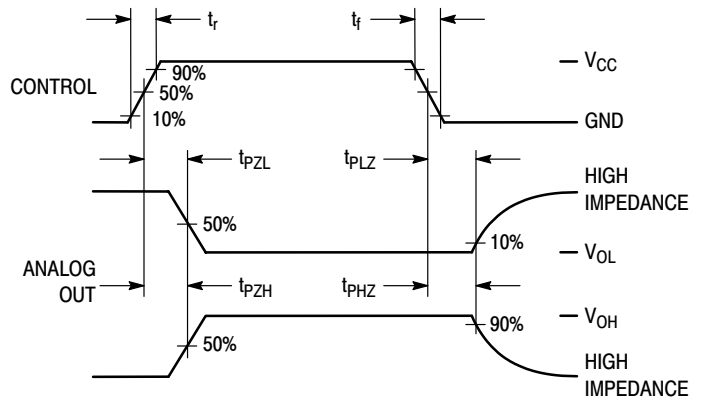 tr
tf
VCC
90%
CONTROL
50%
10%
GND
tPZL
tPLZ
HIGH
IMPEDANCE
50%
10%
VOL
ANALOG
OUT
tPZH
tPHZ
VOH
90%
50%
HIGH
IMPEDANCE